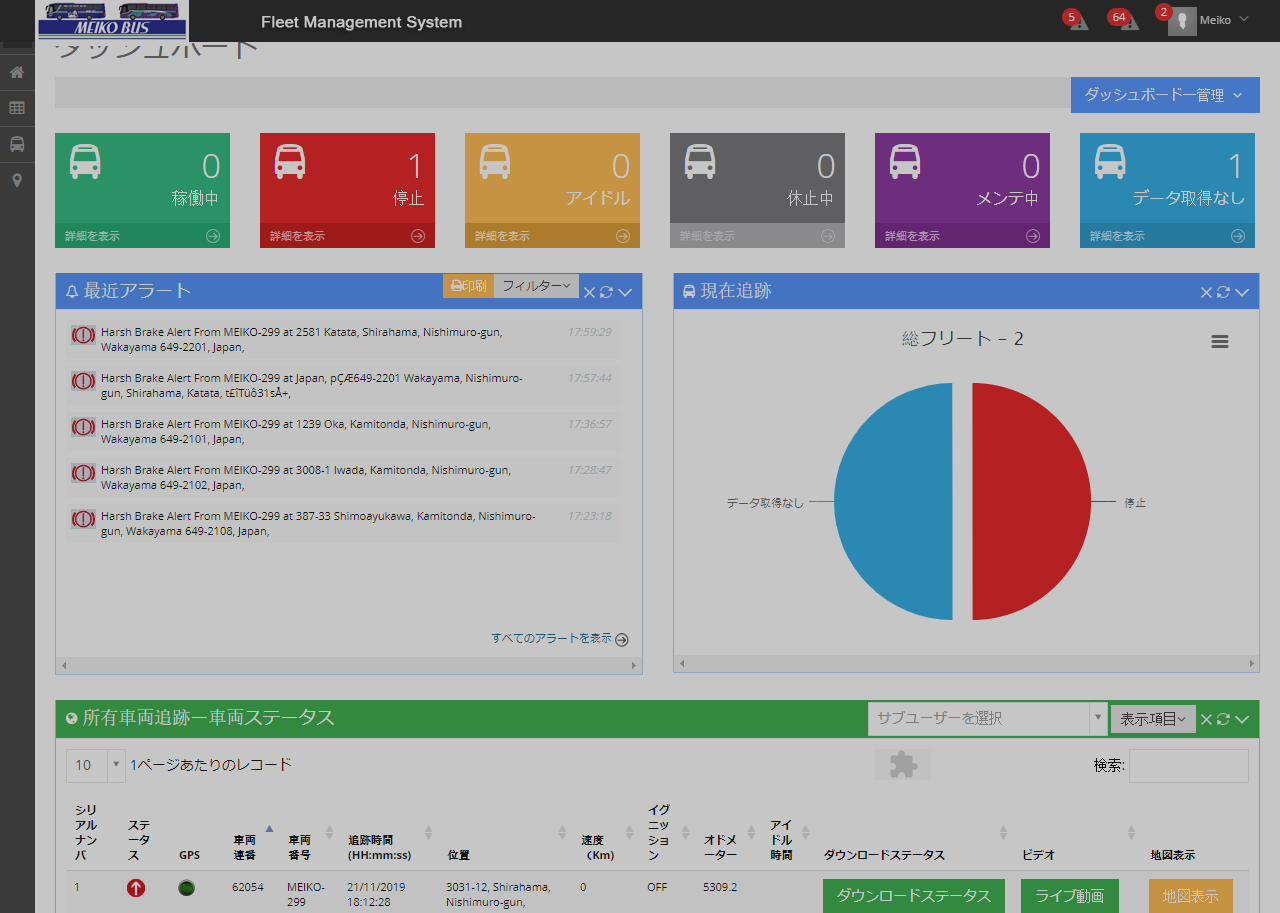 MEIKO BUS
Fleet Management System
5
64
2
Meiko
ダッシュボード
ダッシュボードー管理
0
稼働中
詳細を表示
1
停止
詳細を表示
0
アイドル
詳細を表示
0
休止中
詳細を表示
0
メンテ中
詳細を表示
1
データ取得なし
詳細を表示
最近アラート
印刷
フィルター
Harsh Brake Alert From MEIKO-299 at 2581 Katata, Shirahama, Nishimuro-gun,
Wakayama 649-2201, Japan,
17:59:29
Harsh Brake Alert From MEIKO-299 at Japan, pÇÆ649-2201 Wakayama, Nishimuro-
gun, Shirahama, Katata, t£îTüô31sÅ+,
17:57:44
Harsh Brake Alert From MEIKO-299 at 1239 Oka, Kamitonda, Nishimuro-gun,
Wakayama 649-2101, Japan,
17:36:57
Harsh Brake Alert From MEIKO-299 at 3008-1 Iwada, Kamitonda, Nishimuro-gun,
Wakayama 649-2102, Japan,
17:28:47
Harsh Brake Alert From MEIKO-299 at 387-33 Shimoayukawa, Kamitonda, Nishimuro-
gun, Wakayama 649-2108, Japan,
17:23:18
すべてのアラートを表示
現在追跡
総フリート – 2
データ取得なし
停止
所有車両追跡ー車両ステータス
サブユーザーを選択
表示項目
10
1ページあたりのレコード
検索:
シリ
アル
ナン
バ
ステ
ータ
ス
GPS
車両
連番
車両
番号
追跡時間
(HH:mm:ss)
位置
速度
（Km）
イグ
ニッ
ショ
ン
オドメ
ーター
アイ
ドル
時間
ダウンロードステータス
ビデオ
地図表示
1
62054
MEIKO-
299
21/11/2019
18:12:28
3031-12, Shirahama,
Nishimuro-gun,
0
OFF
5309.2
ダウンロードステータス
ライブ動画
地図表示